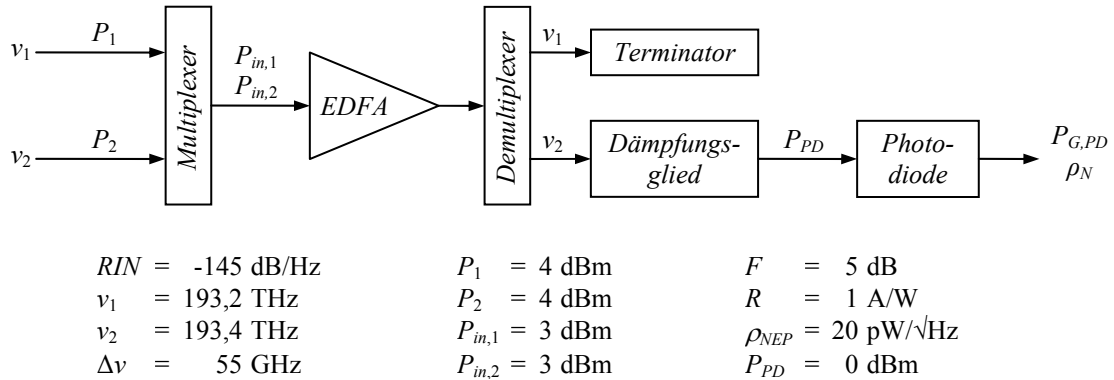 v1
P1
Multiplexer
Pin,1
Pin,2
EDFA
Demultiplexer
v1
Terminator
v2
P2
v2
Dämpfungs-
glied
PPD
Photo-
diode
PG,PD
ρN
RIN = -145 dB/Hz
P1 = 4 dBm
F = 5 dB
ν1 = 193,2 THz
P2 = 4 dBm
R = 1 A/W
ν2 = 193,4 THz
Pin,1 = 3 dBm
ρNEP = 20 pW/√Hz
Δν = 55 GHz
Pin,2 = 3 dBm
PPD = 0 dBm